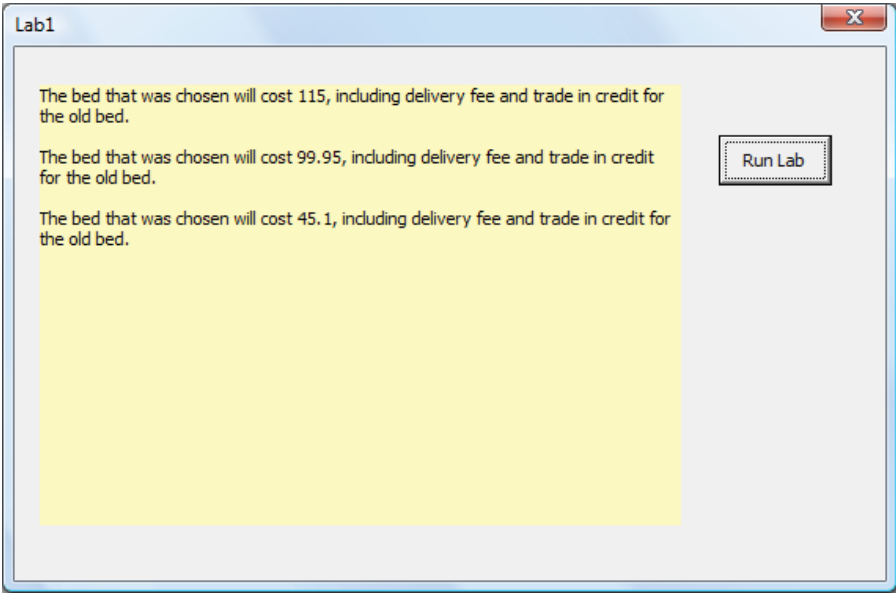 Lab1
The bed that was chosen will cost 115, including delivery fee and trade in credit for
the old bed.
The bed that was chosen will cost 99.95, including delivery fee and trade in credit
for the old bed.
The bed that was chosen will cost 45.1, including delivery fee and trade in credit for
the old bed.
Run Lab